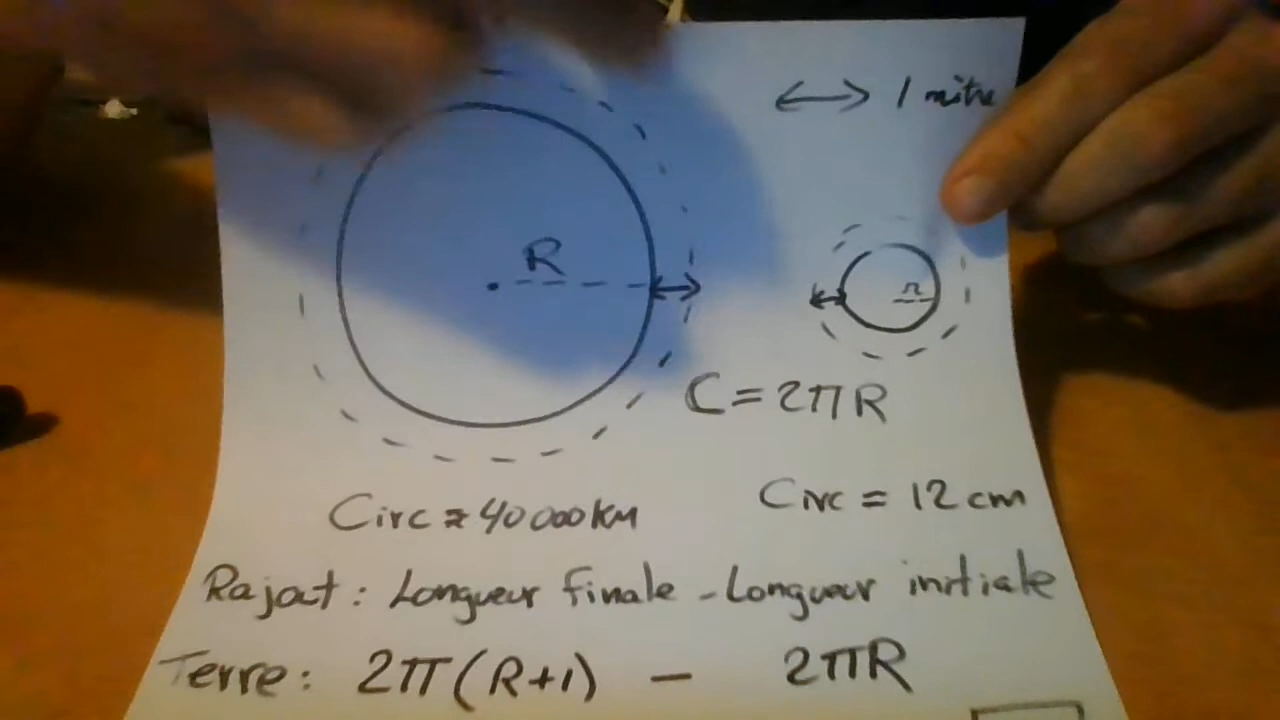 1 mètre
R
r
C = 2πR
Circ ≈ 40 000 km
Circ = 12 cm
Rajout : Longueur finale - Longueur initiale
Terre : 2π(R+1) - 2πR